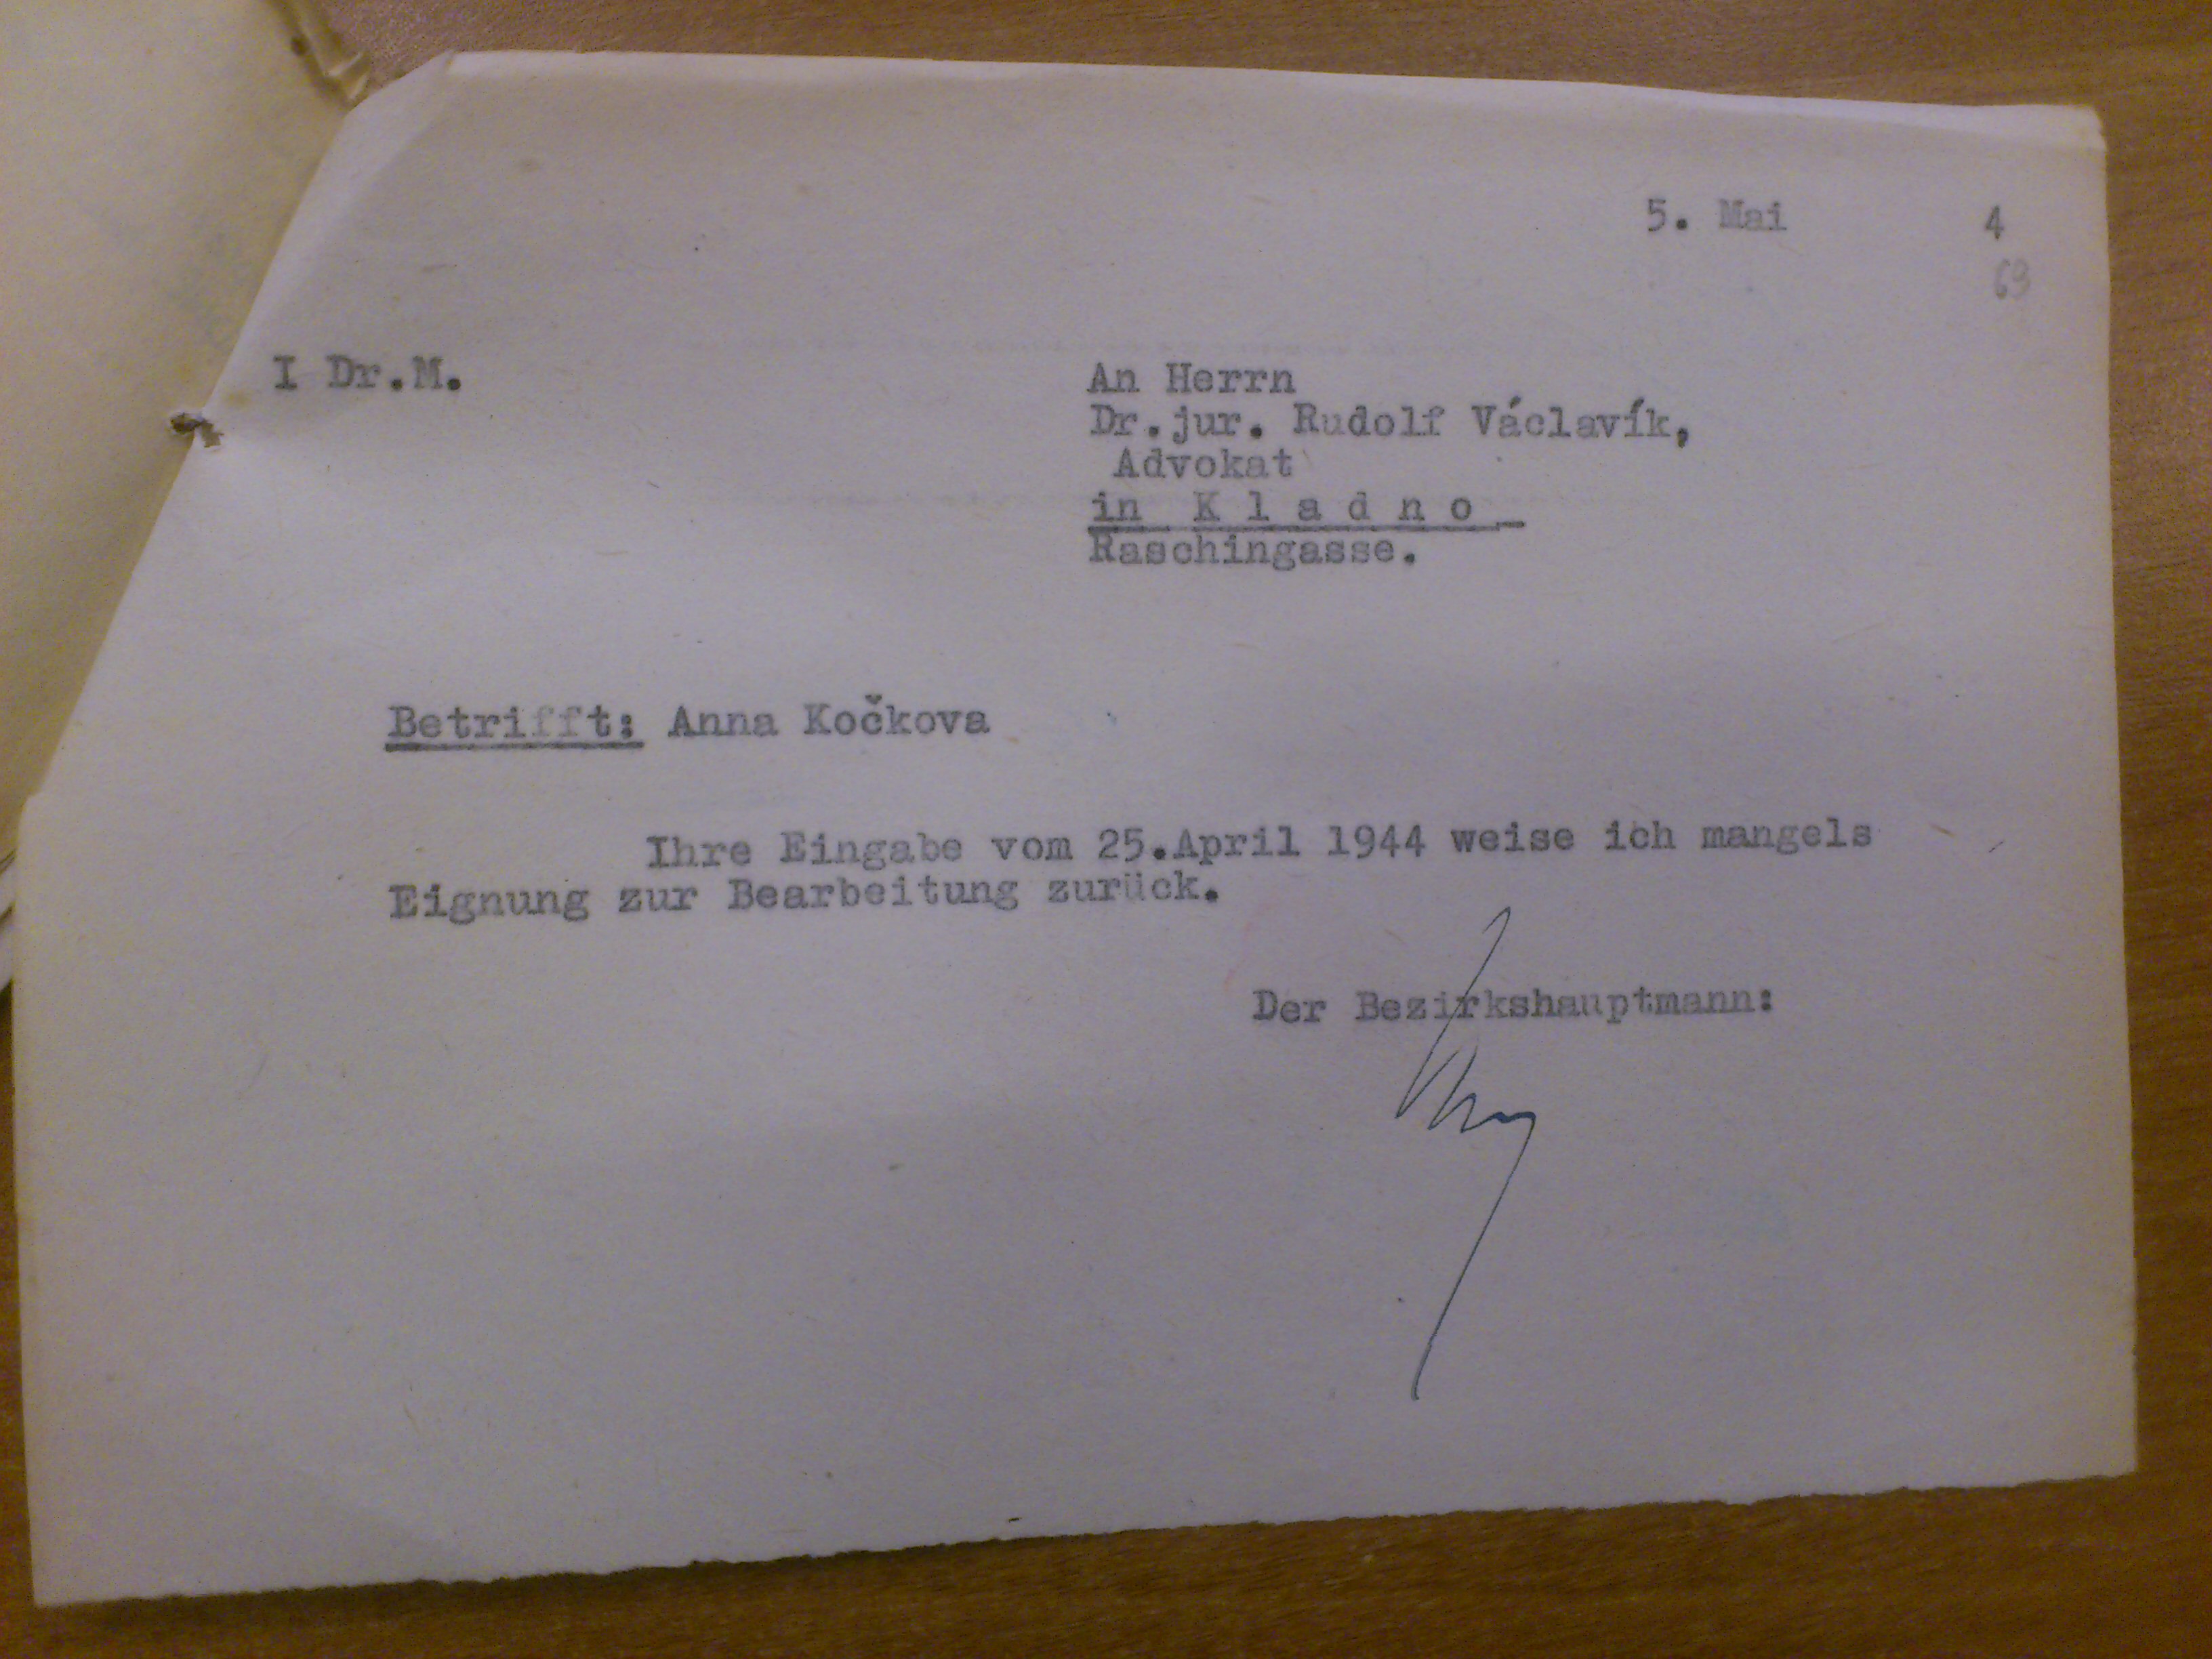 5. Mai 4
63
I Dr.M.
An Herrn
Dr.jur. Rudolf Václavík,
Advokat
in K l a d n o
Raschingasse.
Betrifft: Anna Kočkova
Ihre Eingabe vom 25.April 1944 weise ich mangels
Eignung zur Bearbeitung zurück.
Der Bezirkshauptmann: